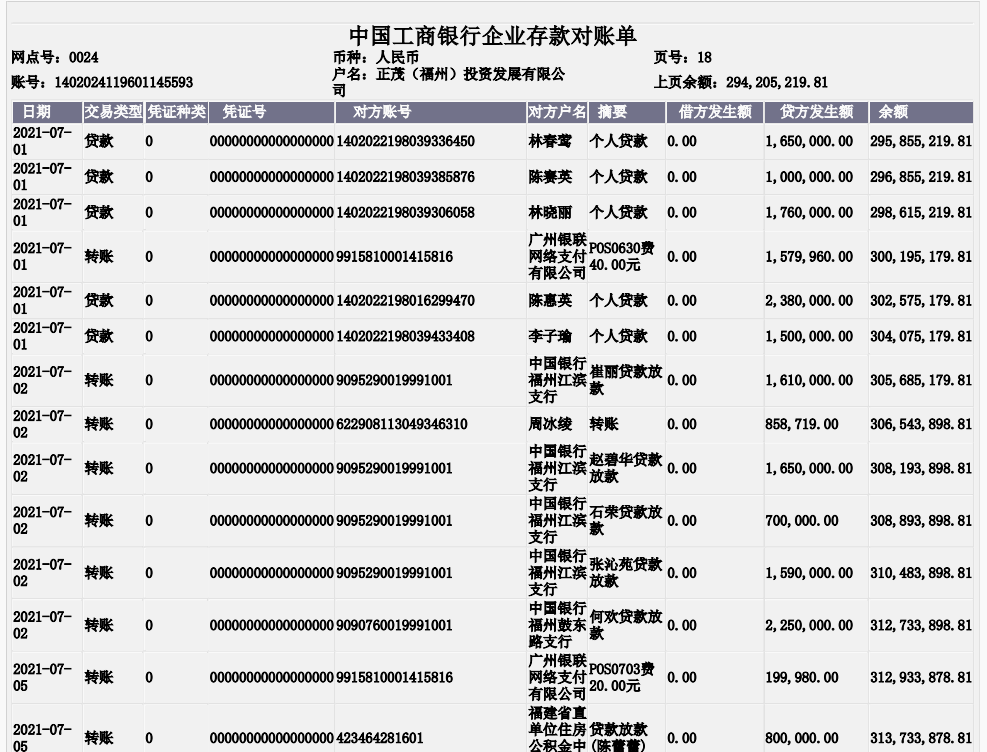 中国工商银行企业存款对账单
网点号：0024 币种：人民币 页号：18
账号：1402024119601145593 户名：正茂（福州）投资发展有限公司 上页余额：294,205,219.81
日期 交易类型 凭证种类 凭证号 对方账号 对方户名 摘要 借方发生额 贷方发生额 余额
2021-07-01 贷款 0 00000000000000000 1402022198039336450 林春莺 个人贷款 0.00 1,650,000.00 295,855,219.81
2021-07-01 贷款 0 00000000000000000 1402022198039385876 陈赛英 个人贷款 0.00 1,000,000.00 296,855,219.81
2021-07-01 贷款 0 00000000000000000 1402022198039306058 林晓丽 个人贷款 0.00 1,760,000.00 298,615,219.81
2021-07-01 转账 0 00000000000000000 9915810001415816 广州银联网络支付有限公司 POS0630费40.00元 0.00 1,579,960.00 300,195,179.81
2021-07-01 贷款 0 00000000000000000 1402022198016299470 陈惠英 个人贷款 0.00 2,380,000.00 302,575,179.81
2021-07-01 贷款 0 00000000000000000 1402022198039433408 李子瑜 个人贷款 0.00 1,500,000.00 304,075,179.81
2021-07-02 转账 0 00000000000000000 9095290019991001 中国银行福州江滨支行 崔丽贷款放款 0.00 1,610,000.00 305,685,179.81
2021-07-02 转账 0 00000000000000000 622908113049346310 周冰绫 转账 0.00 858,719.00 306,543,898.81
2021-07-02 转账 0 00000000000000000 9095290019991001 中国银行福州江滨支行 赵碧华贷款放款 0.00 1,650,000.00 308,193,898.81
2021-07-02 转账 0 00000000000000000 9095290019991001 中国银行福州江滨支行 石荣贷款放款 0.00 700,000.00 308,893,898.81
2021-07-02 转账 0 00000000000000000 9095290019991001 中国银行福州江滨支行 张沁苑贷款放款 0.00 1,590,000.00 310,483,898.81
2021-07-02 转账 0 00000000000000000 9090760019991001 中国银行福州鼓东路支行 何欢贷款放款 0.00 2,250,000.00 312,733,898.81
2021-07-05 转账 0 00000000000000000 9915810001415816 广州银联网络支付有限公司 POS0703费20.00元 0.00 199,980.00 312,933,878.81
2021-07-05 转账 0 00000000000000000 423464281601 福建省直单位住房公积金中 贷款放款(陈蕾蕾) 0.00 800,000.00 313,733,878.81